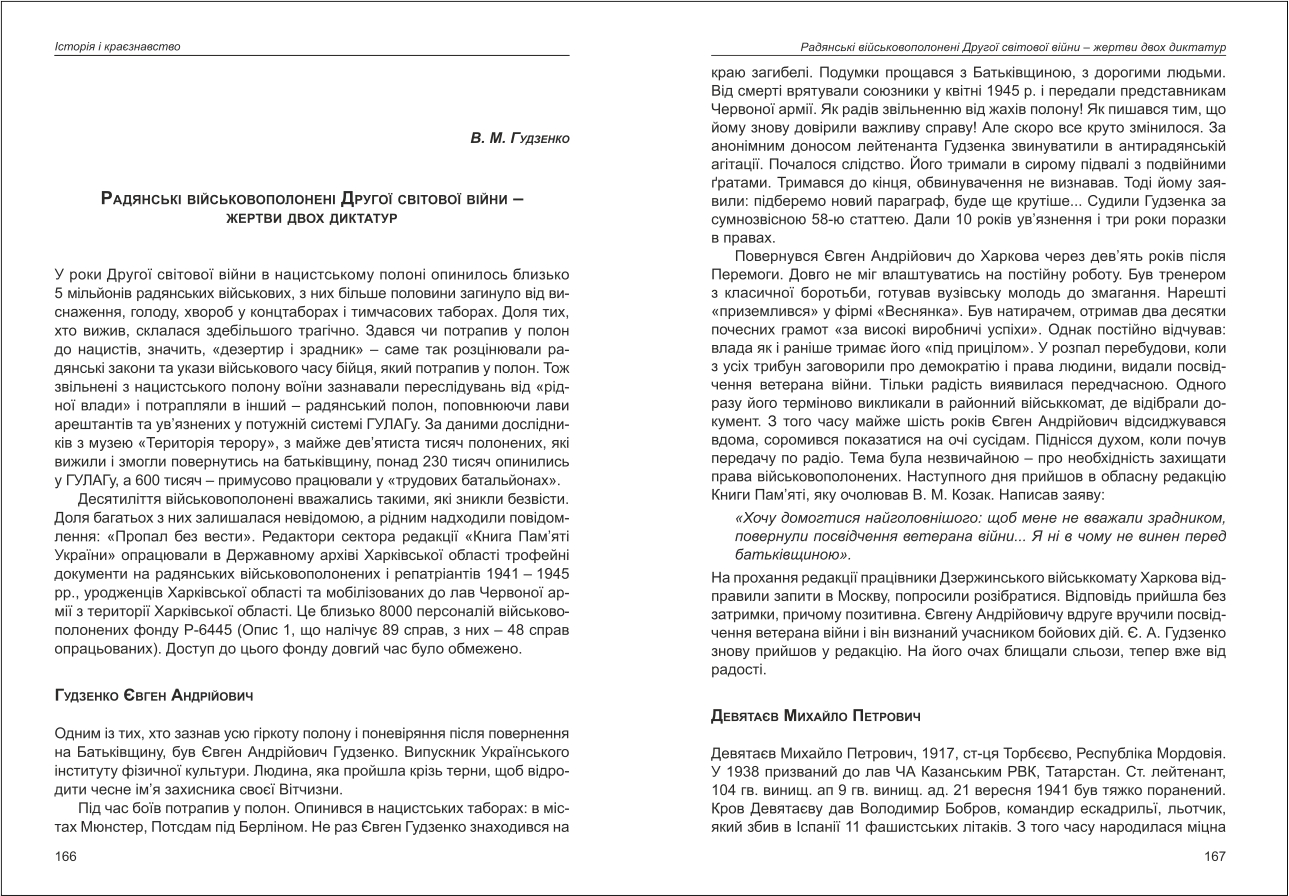 Історія і краєзнавство
В. М. Гудзенко
Радянські військовополонені Другої світової війни –
жертви двох диктатур
У роки Другої світової війни в нацистському полоні опинилось близько
5 мільйонів радянських військових, з них більше половини загинуло від ви-
снаження, голоду, хвороб у концтаборах і тимчасових таборах. Доля тих,
хто вижив, склалася здебільшого трагічно. Здався чи потрапив у полон
до нацистів, значить, «дезертир і зрадник» – саме так розцінювали ра-
дянські закони та укази військового часу бійця, який потрапив у полон. Тож
звільнені з нацистського полону воїни зазнавали переслідувань від «рід-
ної влади» і потрапляли в інший – радянський полон, поповнюючи лави
арештантів та ув’язнених у потужній системі ГУЛАГу. За даними дослідни-
ків з музею «Територія терору», з майже дев’ятиста тисяч полонених, які
вижили і змогли повернутись на батьківщину, понад 230 тисяч опинились
у ГУЛАГу, а 600 тисяч – примусово працювали у «трудових батальйонах».
Десятиліття військовополонені вважались такими, які зникли безвісти.
Доля багатьох з них залишалася невідомою, а рідним надходили повідом-
лення: «Пропал без вести». Редактори сектора редакції «Книга Пам’яті
України» опрацювали в Державному архіві Харківської області трофейні
документи на радянських військовополонених і репатріантів 1941 – 1945
рр., уродженців Харківської області та мобілізованих до лав Червоної ар-
мії з території Харківської області. Це близько 8000 персоналій військово-
полонених фонду Р-6445 (Опис 1, що налічує 89 справ, з них – 48 справ
опрацьованих). Доступ до цього фонду довгий час було обмежено.
Гудзенко Євген Андрійович
Одним із тих, хто зазнав усю гіркоту полону і поневіряння після повернення
на Батьківщину, був Євген Андрійович Гудзенко. Випускник Українського
інституту фізичної культури. Людина, яка пройшла крізь терни, щоб відро-
дити чесне ім’я захисника своєї Вітчизни.
Під час боїв потрапив у полон. Опинився в нацистських таборах: в міс-
тах Мюнстер, Потсдам під Берліном. Не раз Євген Гудзенко знаходився на
166
Радянські військовополонені Другої світової війни – жертви двох диктатур
краю загибелі. Подумки прощався з Батьківщиною, з дорогими людьми.
Від смерті врятували союзники у квітні 1945 р. і передали представникам
Червоної армії. Як радів звільненню від жахів полону! Як пишався тим, що
йому знову довірили важливу справу! Але скоро все круто змінилося. За
анонімним доносом лейтенанта Гудзенка звинуватили в антирадянській
агітації. Почалося слідство. Його тримали в сирому підвалі з подвійними
ґратами. Тримався до кінця, обвинувачення не визнавав. Тоді йому зая-
вили: підберемо новий параграф, буде ще крутіше... Судили Гудзенка за
сумнозвісною 58-ю статтею. Дали 10 років ув’язнення і три роки поразки
в правах.
Повернувся Євген Андрійович до Харкова через дев’ять років після
Перемоги. Довго не міг влаштуватись на постійну роботу. Був тренером
з класичної боротьби, готував вузівську молодь до змагання. Нарешті
«приземлився» у фірмі «Веснянка». Був натирачем, отримав два десятки
почесних грамот «за високі виробничі успіхи». Однак постійно відчував:
влада як і раніше тримає його «під прицілом». У розпал перебудови, коли
з усіх трибун заговорили про демократію і права людини, видали посвід-
чення ветерана війни. Тільки радість виявилася передчасною. Одного
разу його терміново викликали в районний військкомат, де відібрали до-
кумент. З того часу майже шість років Євген Андрійович відсиджувався
вдома, соромився показатися на очі сусідам. Піднісся духом, коли почув
передачу по радіо. Тема була незвичайною – про необхідність захищати
права військовополонених. Наступного дня прийшов в обласну редакцію
Книги Пам’яті, яку очолював В. М. Козак. Написав заяву:
«Хочу домогтися найголовнішого: щоб мене не вважали зрадником,
повернули посвідчення ветерана війни... Я ні в чому не винен перед
батьківщиною».
На прохання редакції працівники Дзержинського військкомату Харкова від-
правили запити в Москву, попросили розібратися. Відповідь прийшла без
затримки, причому позитивна. Євгену Андрійовичу вдруге вручили посвід-
чення ветерана війни і він визнаний учасником бойових дій. Є. А. Гудзенко
знову прийшов у редакцію. На його очах блищали сльози, тепер вже від
радості.
Девятаєв Михайло Петрович
Девятаєв Михайло Петрович, 1917, ст-ця Торбєєво, Республіка Мордовія.
У 1938 призваний до лав ЧА Казанським РВК, Татарстан. Ст. лейтенант,
104 гв. винищ. ап 9 гв. винищ. ад. 21 вересня 1941 був тяжко поранений.
Кров Девятаєву дав Володимир Бобров, командир ескадрильї, льотчик,
який збив в Іспанії 11 фашистських літаків. З того часу народилася міцна
167